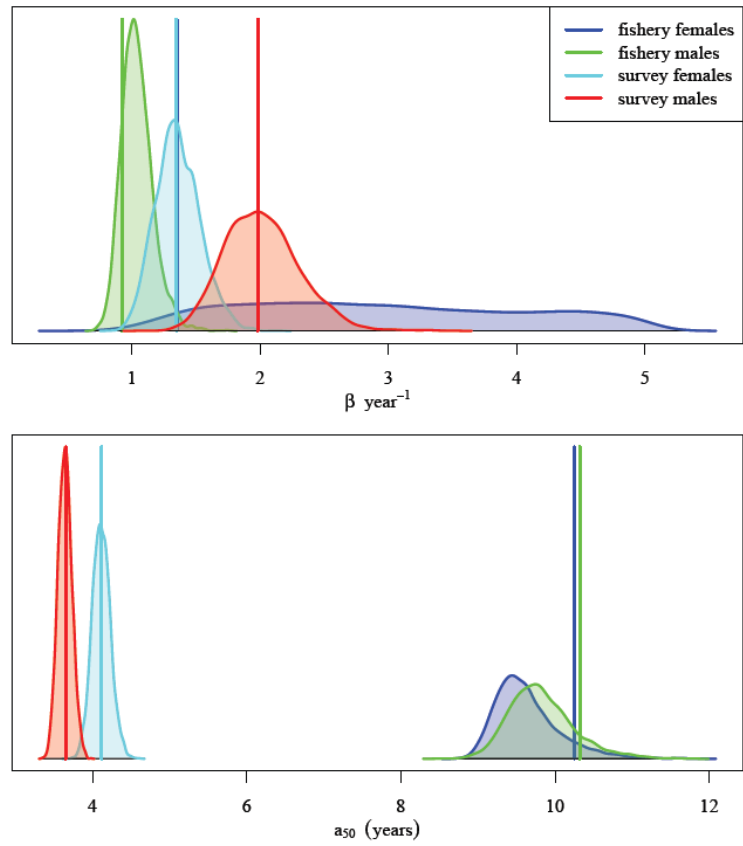 fishery females
fishery males
survey females
survey males
1 2 3 4 5
β year⁻¹
4 6 8 10 12
a₅₀ (years)